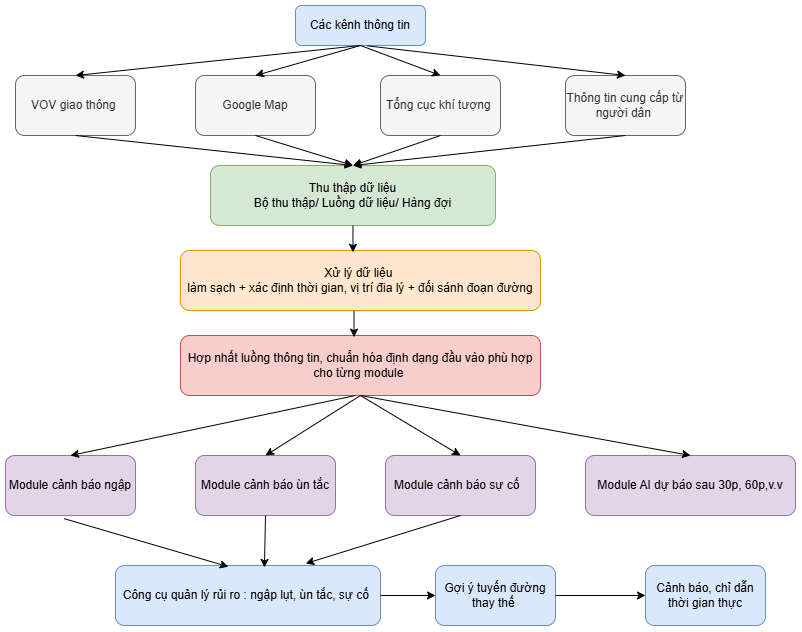 Các kênh thông tin
VOV giao thông
Google Map
Tổng cục khí tượng
Thông tin cung cấp từ
người dân
Thu thập dữ liệu
Bộ thu thập/ Luồng dữ liệu/ Hàng đợi
Xử lý dữ liệu
làm sạch + xác định thời gian, vị trí đia lý + đối sánh đoạn đường
Hợp nhất luồng thông tin, chuẩn hóa định dạng đầu vào phù hợp
cho từng module
Module cảnh báo ngập
Module cảnh báo ùn tắc
Module cảnh báo sự cố
Module AI dự báo sau 30p, 60p,v.v
Công cụ quản lý rủi ro : ngập lụt, ùn tắc, sự cố
Gợi ý tuyến đường
thay thế
Cảnh báo, chỉ dẫn
thời gian thực